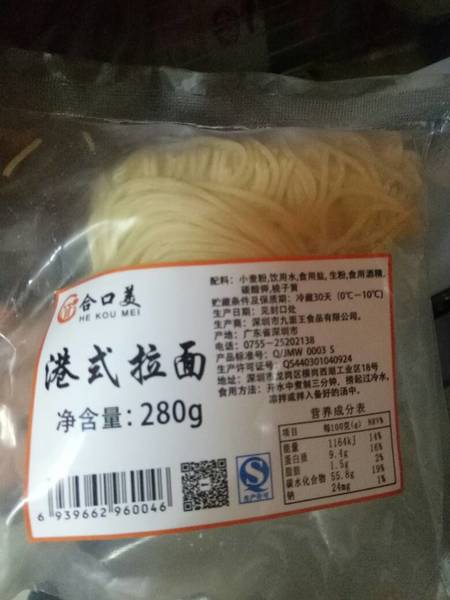 合口美
HE KOU MEI
港式拉面
净含量：280g
6 939662 960046
配料：小麦粉,饮用水,食用盐,生粉,食用酒精,
碳酸钾,栀子黄
贮藏条件及保质期：冷藏30天（0℃—10℃）
生产日期：见封口处
生产商：深圳市九亚王食品有限公司。
产地：广东省深圳市
电话：0755-25202138
产品标准号：Q/JMW 0003 S
生产许可证号：QS440301040924
地址：深圳市龙岗区横岗西湖工业区18号
食用方法：开水中煮制三分钟，捞起过冷水,
凉拌或拌入备好的汤中.
营养成分表
项目 每100克(g) NRV%
能量 1164kJ 14%
蛋白质 9.4g 16%
脂肪 1.5g 2%
碳水化合物 55.8g 19%
钠 24mg 1%
生产许可